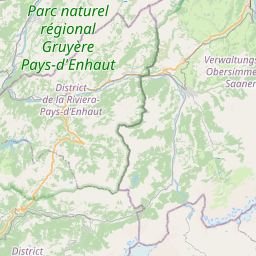 Parc naturel
régional
Gruyère
Pays-d'Enhaut
Verwaltungs
Obersimme
Saanen
District
de la Riviera-
Pays-d'Enhaut
District